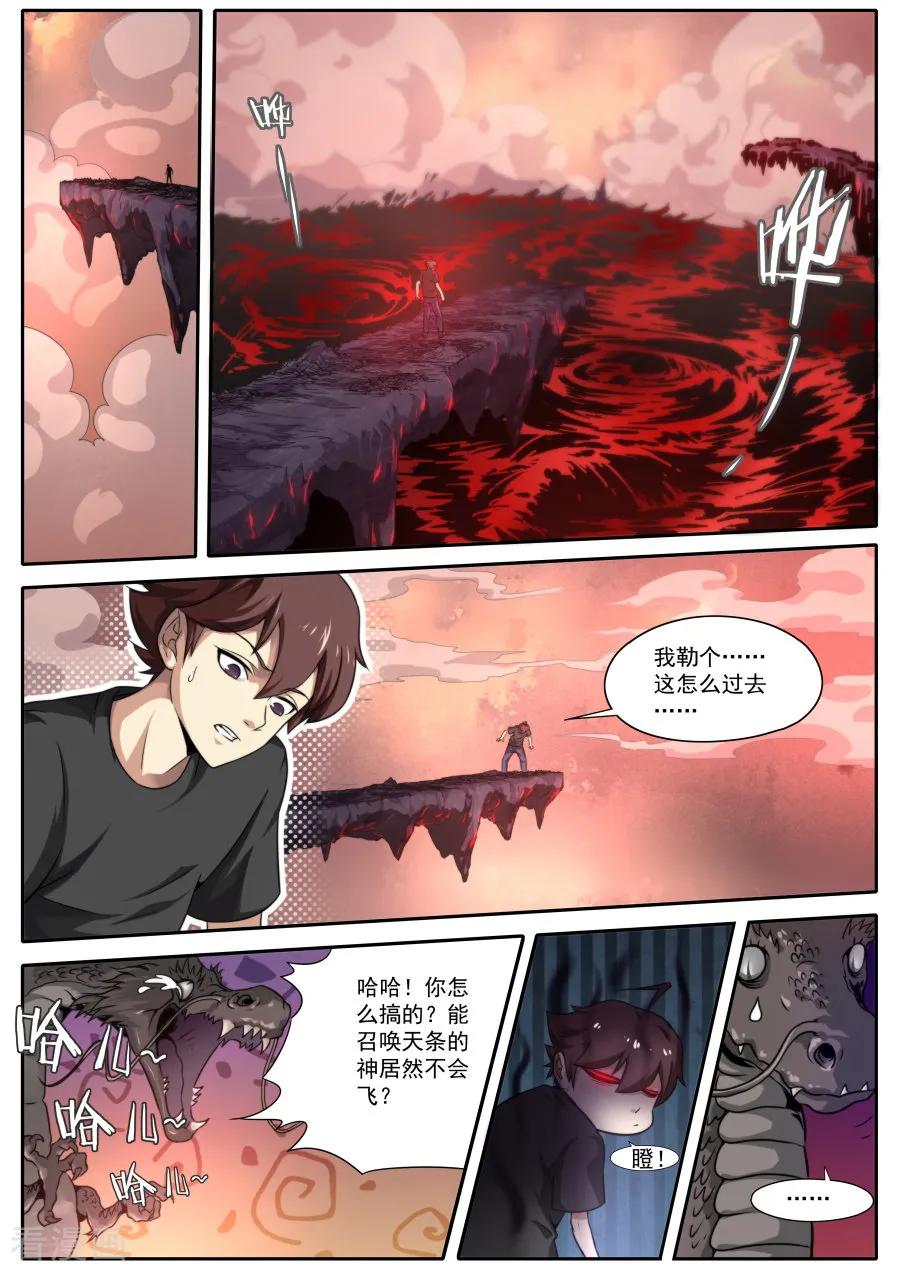 哗
哗
我勒个……
这怎么过去
……
哈哈！你怎
么搞的？能
召唤天条的
神居然不会
飞？
哈儿~
哈儿~
哈儿~
瞪！
……
看漫画